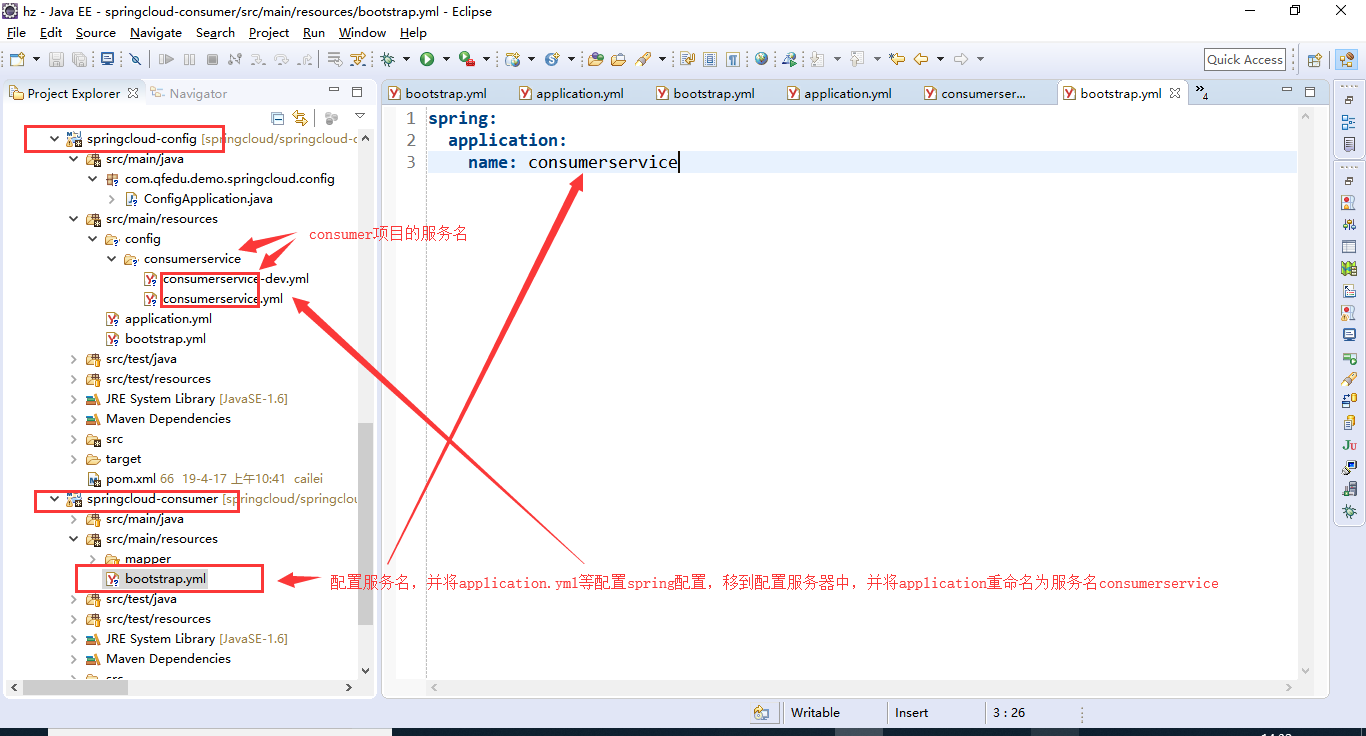 hz - Java EE - springcloud-consumer/src/main/resources/bootstrap.yml - Eclipse
File Edit Source Navigate Search Project Run Window Help
Quick Access
Project Explorer Navigator
bootstrap.yml application.yml bootstrap.yml application.yml consumerser... bootstrap.yml »4
springcloud-config [springcloud/springcloud-c
src/main/java
com.qfedu.demo.springcloud.config
ConfigApplication.java
src/main/resources
config
consumerservice
consumerservice-dev.yml
consumerservice.yml
application.yml
bootstrap.yml
src/test/java
src/test/resources
JRE System Library [JavaSE-1.6]
Maven Dependencies
src
target
pom.xml 66 19-4-17 上午10:41 cailei
springcloud-consumer [springcloud/springclou
src/main/java
src/main/resources
mapper
bootstrap.yml
src/test/java
src/test/resources
JRE System Library [JavaSE-1.6]
Maven Dependencies
1 spring:
2 application:
3 name: consumerservice
consumer项目的服务名
配置服务名，并将application.yml等配置spring配置，移到配置服务器中，并将application重命名为服务名consumerservice
Writable Insert 3 : 26